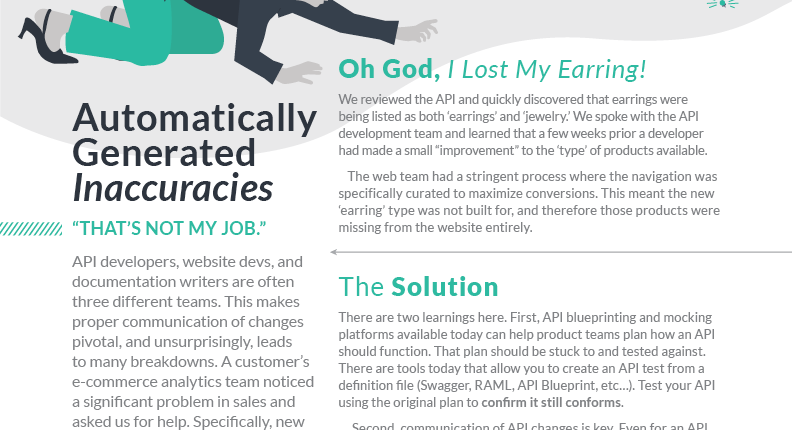 Automatically
Generated
Inaccuracies
“THAT’S NOT MY JOB.”
API developers, website devs, and
documentation writers are often
three different teams. This makes
proper communication of changes
pivotal, and unsurprisingly, leads
to many breakdowns. A customer’s
e-commerce analytics team noticed
a significant problem in sales and
asked us for help. Specifically, new
Oh God, I Lost My Earring!
We reviewed the API and quickly discovered that earrings were
being listed as both ‘earrings’ and ‘jewelry.’ We spoke with the API
development team and learned that a few weeks prior a developer
had made a small “improvement” to the ‘type’ of products available.
The web team had a stringent process where the navigation was
specifically curated to maximize conversions. This meant the new
‘earring’ type was not built for, and therefore those products were
missing from the website entirely.
The Solution
There are two learnings here. First, API blueprinting and mocking
platforms available today can help product teams plan how an API
should function. That plan should be stuck to and tested against.
There are tools today that allow you to create an API test from a
definition file (Swagger, RAML, API Blueprint, etc...). Test your API
using the original plan to confirm it still conforms.
Second, communication of API changes is key. Even for an API